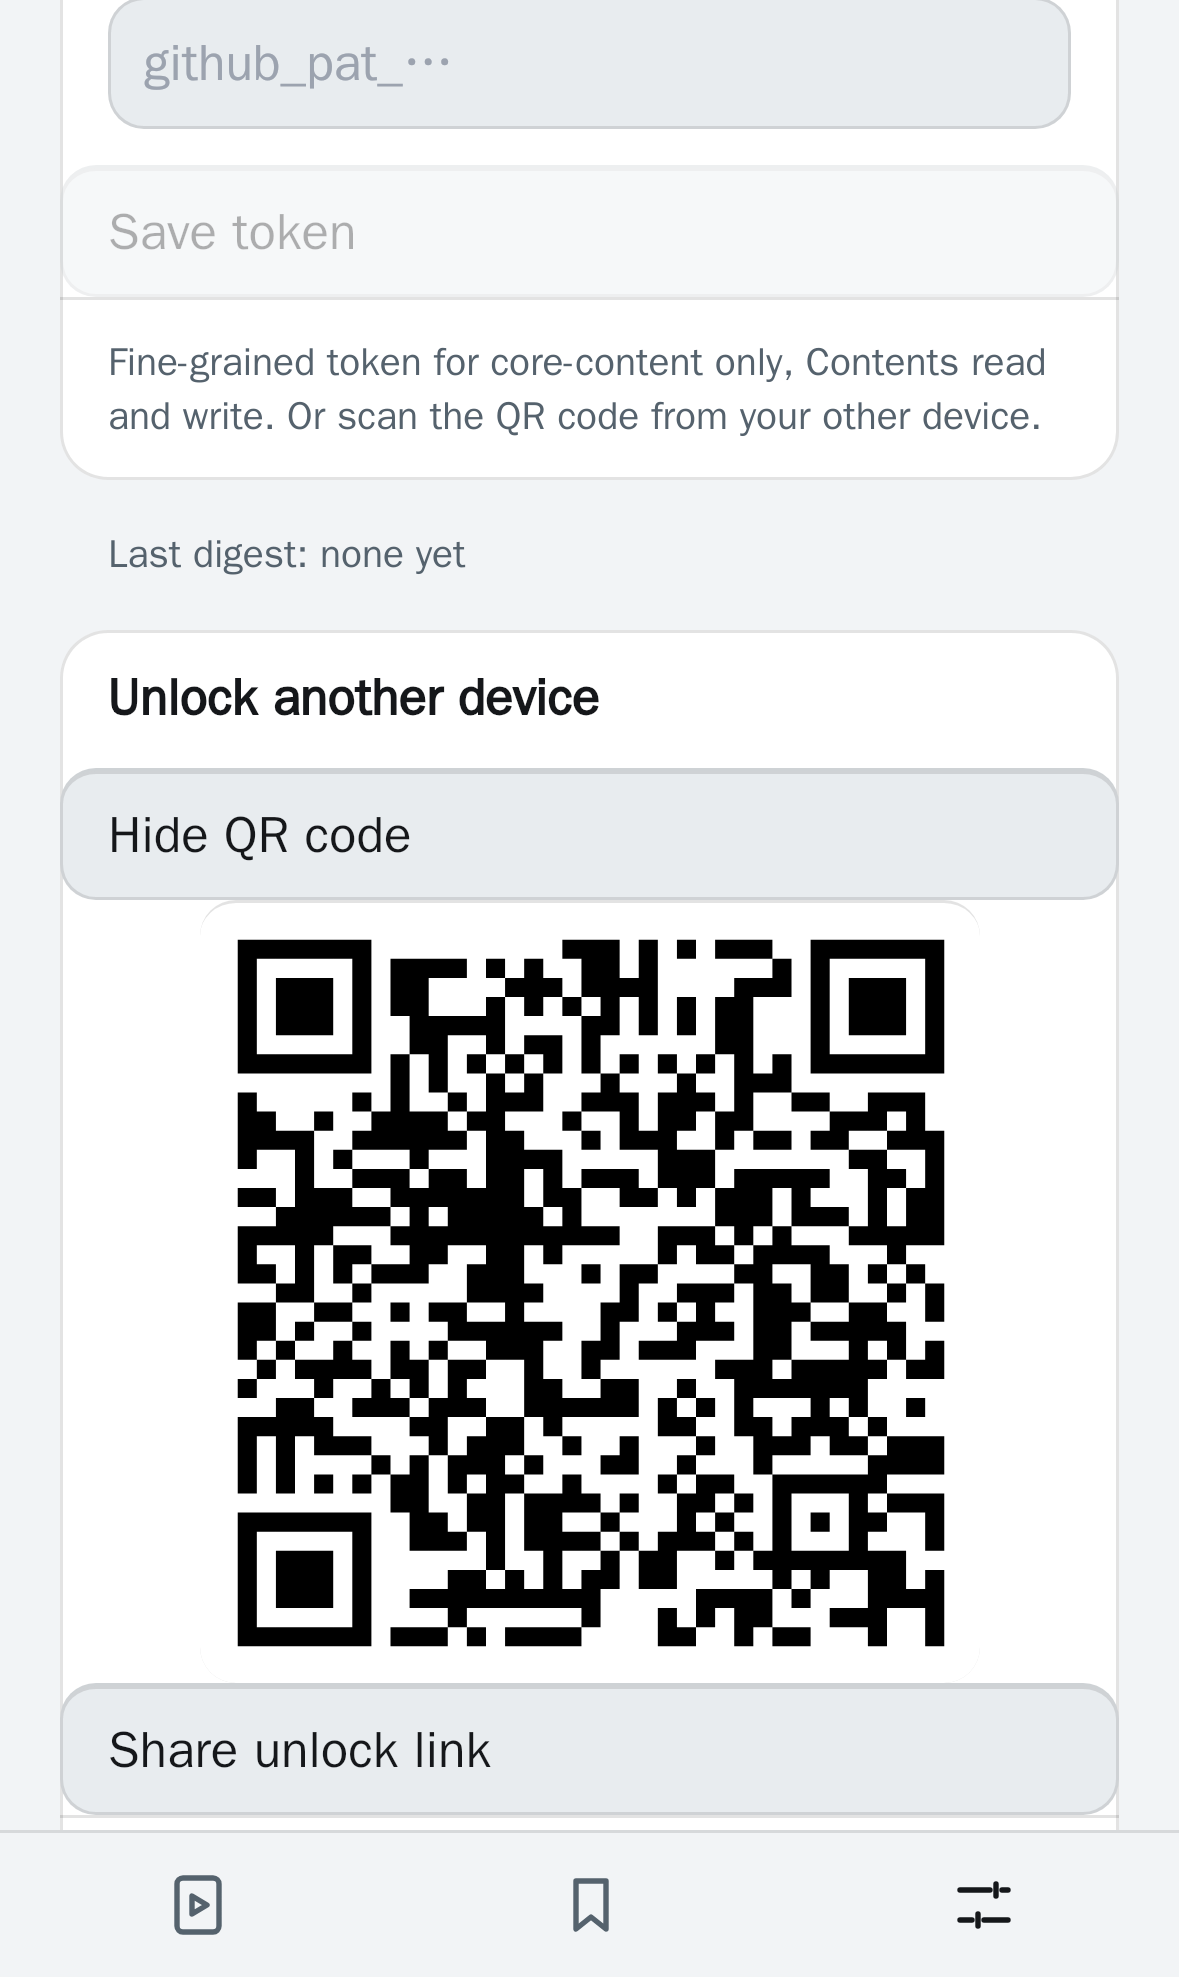 github_pat_…
Save token
Fine-grained token for core-content only, Contents read
and write. Or scan the QR code from your other device.
Last digest: none yet
Unlock another device
Hide QR code
Share unlock link